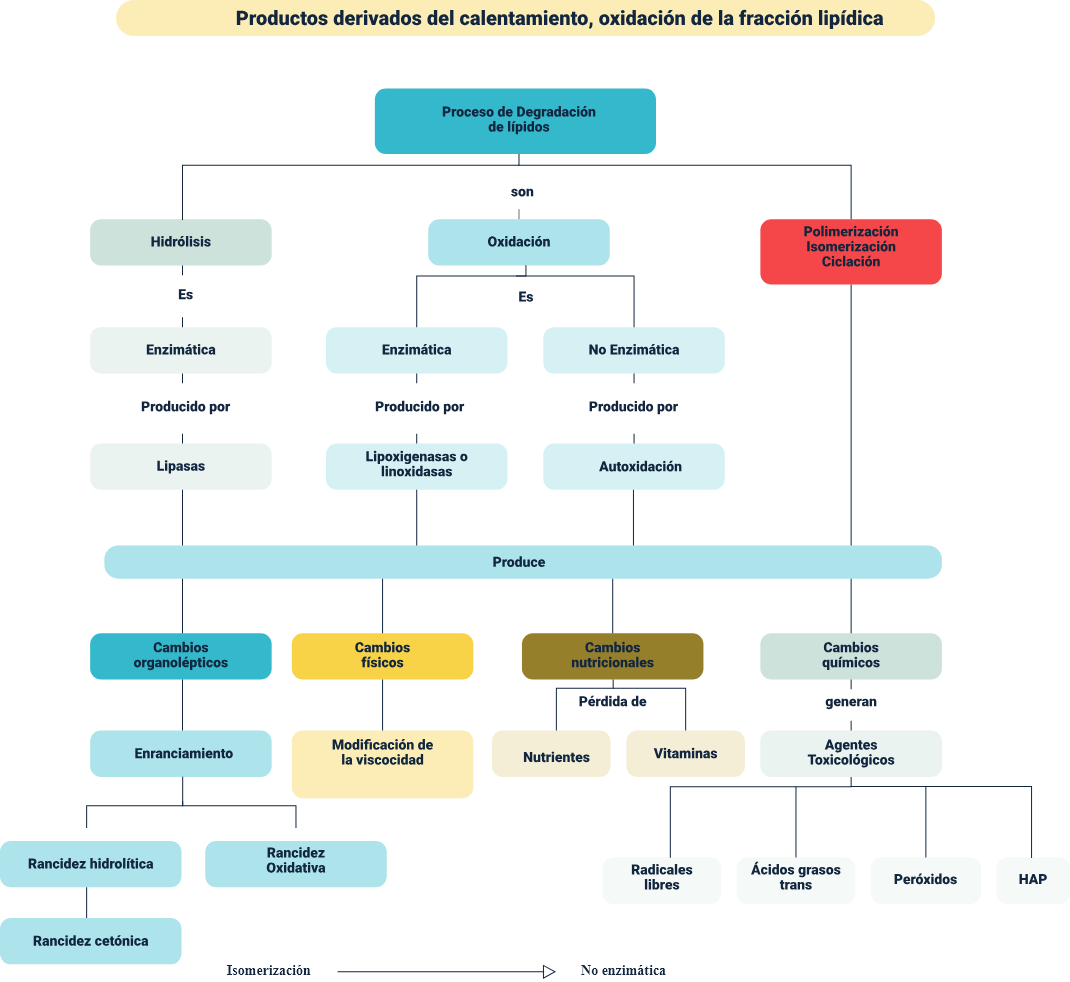 Productos derivados del calentamiento, oxidación de la fracción lipídica
Proceso de Degradación
de lípidos
son
Hidrólisis
Oxidación
Polimerización
Isomerización
Ciclación
Es
Es
Enzimática
Enzimática
No Enzimática
Producido por
Producido por
Producido por
Lipasas
Lipoxigenasas o
linoxidasas
Autoxidación
Produce
Cambios
organolépticos
Cambios
físicos
Cambios
nutricionales
Cambios
químicos
Pérdida de
generan
Enranciamiento
Modificación de
la viscocidad
Nutrientes
Vitaminas
Agentes
Toxicológicos
Rancidez hidrolítica
Rancidez
Oxidativa
Radicales
libres
Ácidos grasos
trans
Peróxidos
HAP
Rancidez cetónica
Isomerización
No enzimática